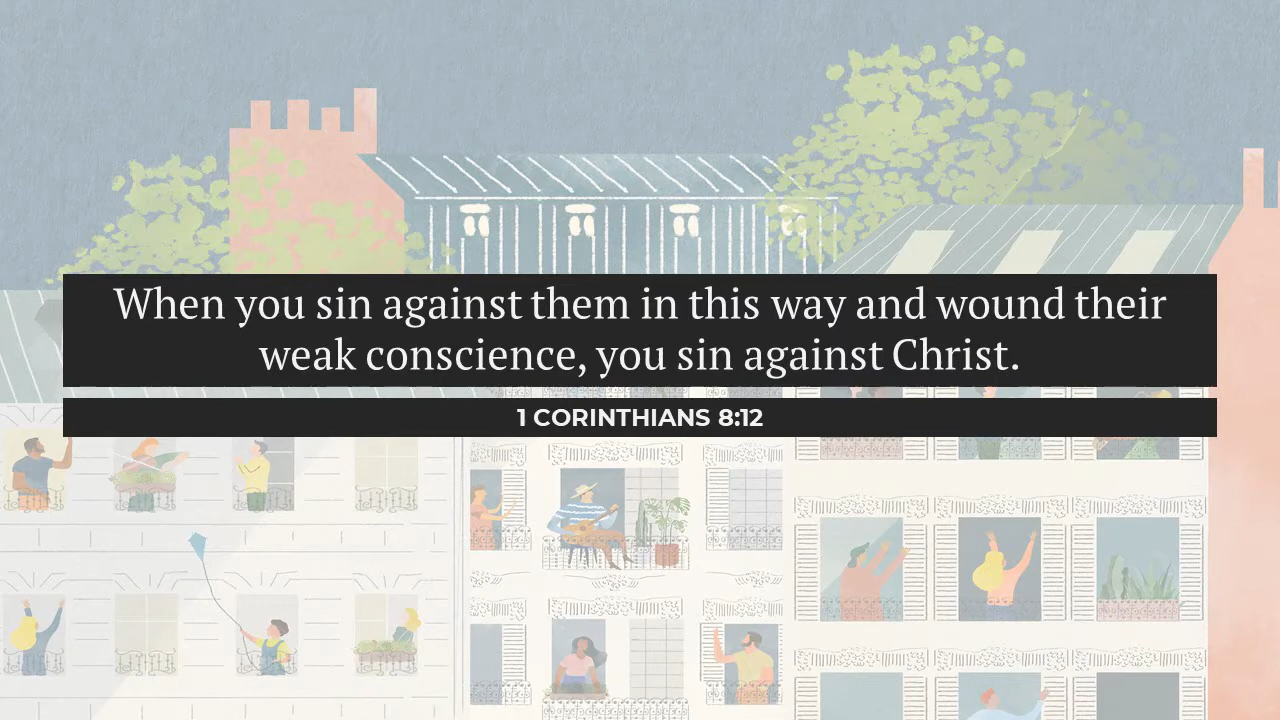 When you sin against them in this way and wound their
weak conscience, you sin against Christ.
1 CORINTHIANS 8:12